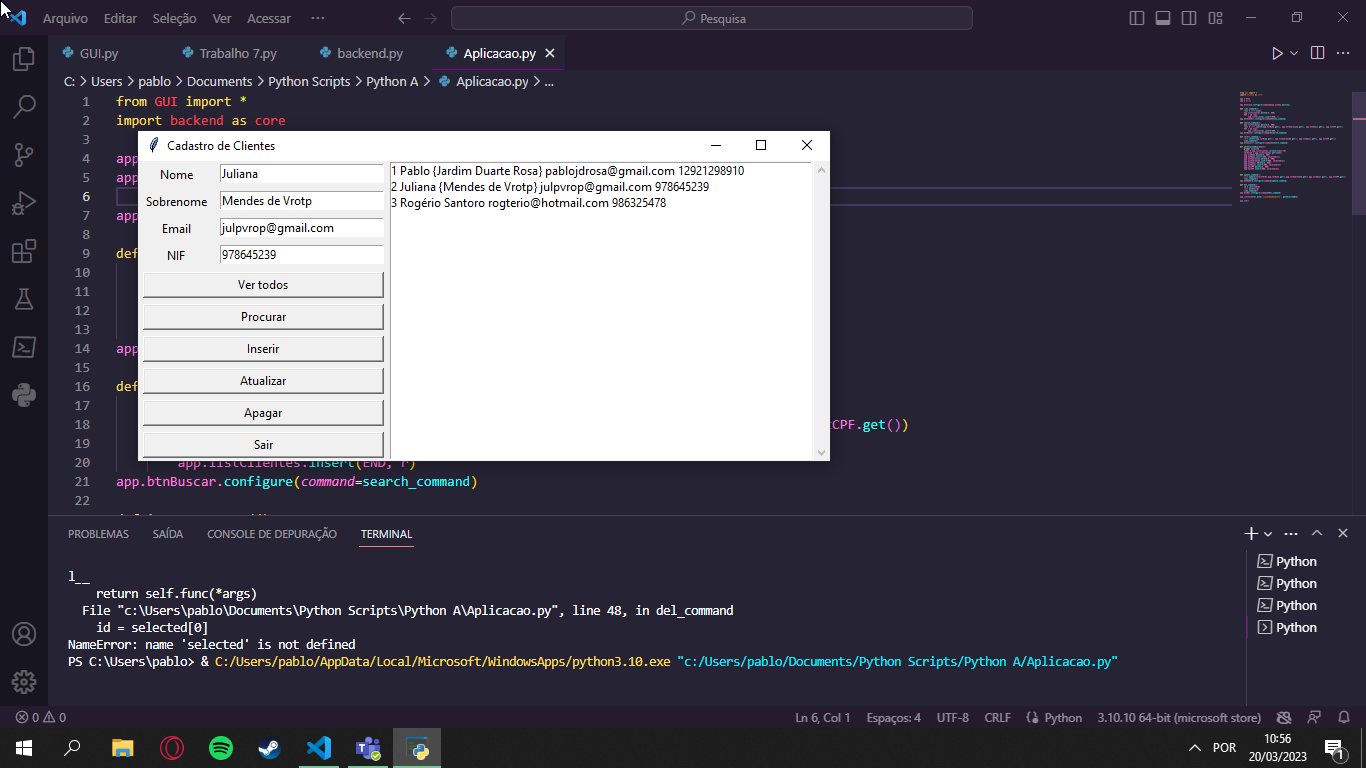 Arquivo Editar Seleção Ver Acessar ··· Pesquisa
GUI.py Trabalho 7.py backend.py Aplicacao.py
C: > Users > pablo > Documents > Python Scripts > Python A > Aplicacao.py > ...
1 from GUI import *
2 import backend as core
3
Cadastro de Clientes
4 app
5 app
6
7 app
8
9 def
10
11
12
13
14 app
15
16 def
17
18 CPF.get())
19
20 app.listClientes.insert(END, r)
21 app.btnBuscar.configure(command=search_command)
22
Nome Juliana
Sobrenome Mendes de Vrotp
Email julpvrop@gmail.com
NIF 978645239
Ver todos
Procurar
Inserir
Atualizar
Apagar
Sair
1 Pablo {Jardim Duarte Rosa} pablojdrosa@gmail.com 12921298910
2 Juliana {Mendes de Vrotp} julpvrop@gmail.com 978645239
3 Rogério Santoro rogterio@hotmail.com 986325478
PROBLEMAS SAÍDA CONSOLE DE DEPURAÇÃO TERMINAL
l__
return self.func(*args)
File "c:\Users\pablo\Documents\Python Scripts\Python A\Aplicacao.py", line 48, in del_command
id = selected[0]
NameError: name 'selected' is not defined
PS C:\Users\pablo> & C:/Users/pablo/AppData/Local/Microsoft/WindowsApps/python3.10.exe "c:/Users/pablo/Documents/Python Scripts/Python A/Aplicacao.py"
Python
Python
Python
Python
0 0 Ln 6, Col 1 Espaços: 4 UTF-8 CRLF Python 3.10.10 64-bit (microsoft store)
POR
10:56
20/03/2023
1